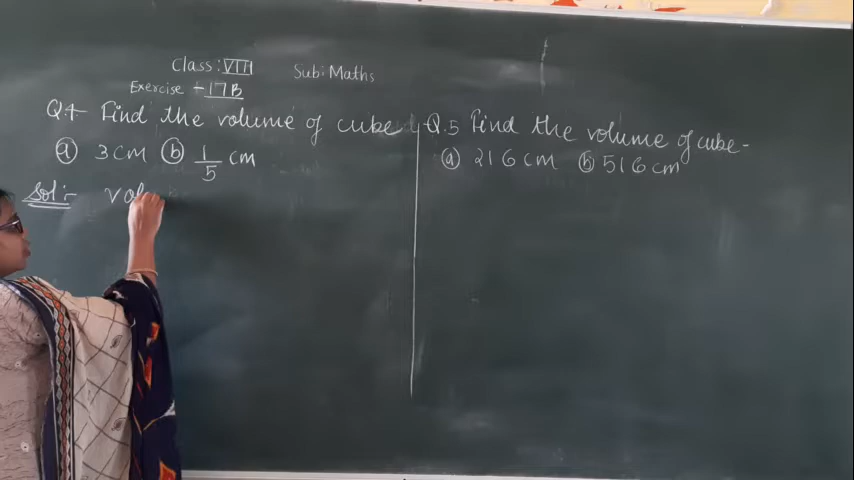 Class: VIII Sub: Maths
Exercise - 17B
Q.4 Find the volume of cube
(a) 3cm (b) 1/5 cm
Sol:- vol
Q.5 Find the volume of cube-
(a) 216 cm (b) 516 cm